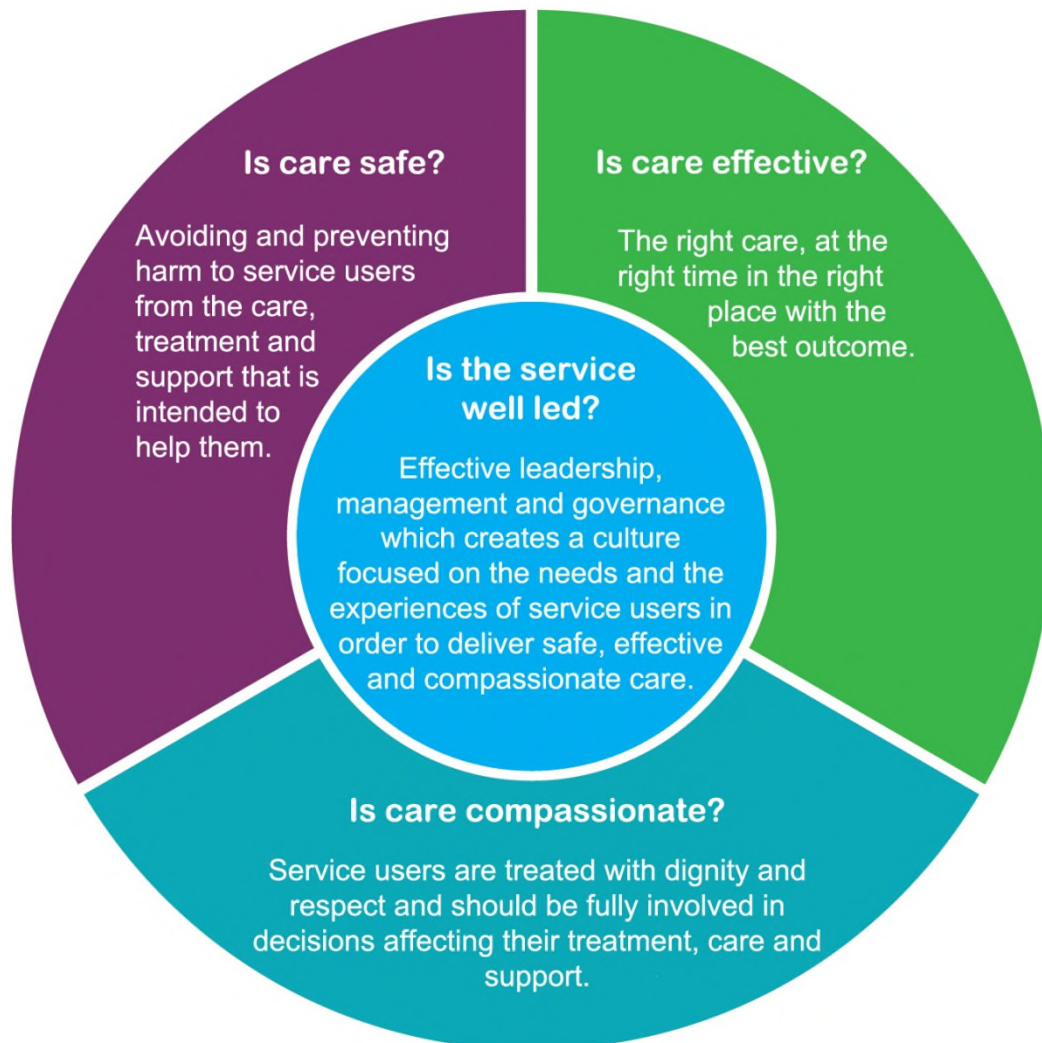 Is care safe?
Avoiding and preventing
harm to service users
from the care,
treatment and
support that is
intended to
help them.
Is care effective?
The right care, at the
right time in the right
place with the
best outcome.
Is the service
well led?
Effective leadership,
management and governance
which creates a culture
focused on the needs and the
experiences of service users in
order to deliver safe, effective
and compassionate care.
Is care compassionate?
Service users are treated with dignity and
respect and should be fully involved in
decisions affecting their treatment, care and
support.